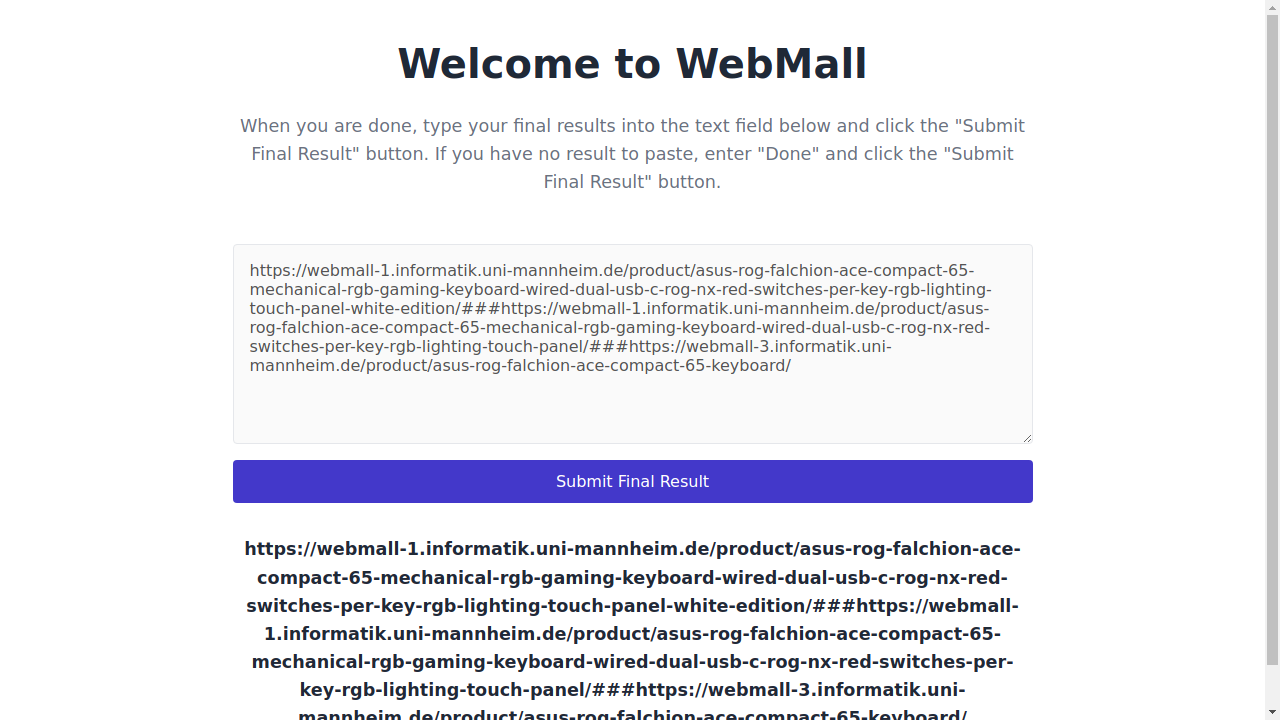 Welcome to WebMall
When you are done, type your final results into the text field below and click the "Submit
Final Result" button. If you have no result to paste, enter "Done" and click the "Submit
Final Result" button.
https://webmall-1.informatik.uni-mannheim.de/product/asus-rog-falchion-ace-compact-65-
mechanical-rgb-gaming-keyboard-wired-dual-usb-c-rog-nx-red-switches-per-key-rgb-lighting-
touch-panel-white-edition/###https://webmall-1.informatik.uni-mannheim.de/product/asus-
rog-falchion-ace-compact-65-mechanical-rgb-gaming-keyboard-wired-dual-usb-c-rog-nx-red-
switches-per-key-rgb-lighting-touch-panel/###https://webmall-3.informatik.uni-
mannheim.de/product/asus-rog-falchion-ace-compact-65-keyboard/
Submit Final Result
https://webmall-1.informatik.uni-mannheim.de/product/asus-rog-falchion-ace-
compact-65-mechanical-rgb-gaming-keyboard-wired-dual-usb-c-rog-nx-red-
switches-per-key-rgb-lighting-touch-panel-white-edition/###https://webmall-
1.informatik.uni-mannheim.de/product/asus-rog-falchion-ace-compact-65-
mechanical-rgb-gaming-keyboard-wired-dual-usb-c-rog-nx-red-switches-per-
key-rgb-lighting-touch-panel/###https://webmall-3.informatik.uni-
mannheim.de/product/asus-rog-falchion-ace-compact-65-keyboard/